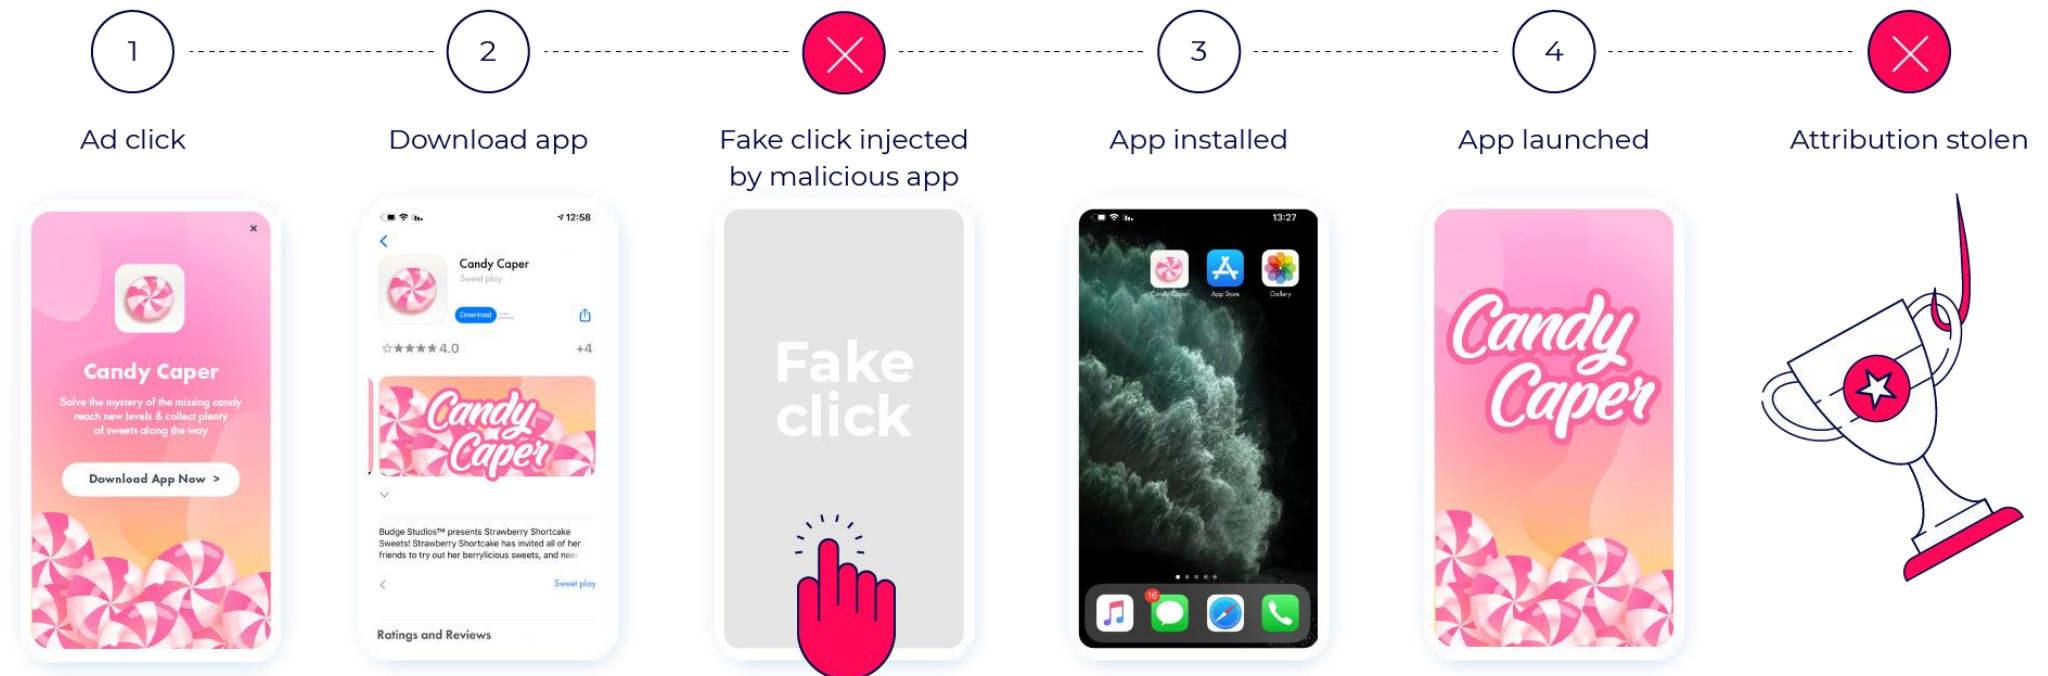 1
2
3
4
Ad click
Download app
Fake click injected
by malicious app
App installed
App launched
Attribution stolen
×
Candy Caper
Solve the mystery of the missing candy
reach new levels & collect plenty
of sweets along the way
Download App Now >
12:58
Candy Caper
Sweet play
Download
4.0
+4
Candy
Caper
Budge Studios™ presents Strawberry Shortcake
Sweets! Strawberry Shortcake has invited all of her
friends to try out her berrylicious sweets, and
Sweet play
Ratings and Reviews
Fake
click
13:27
Candy Caper
App Store
Gallery
16
Candy
Caper